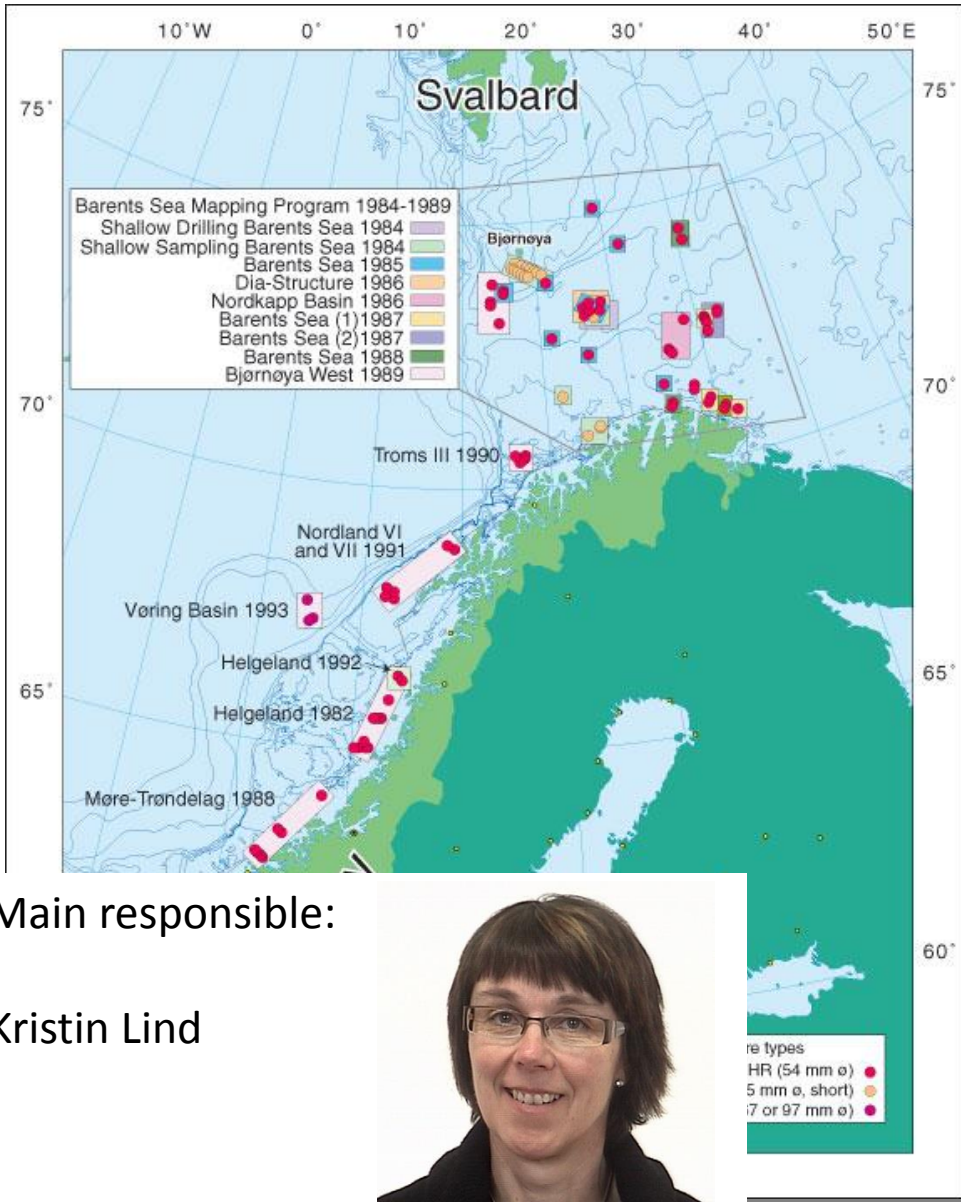 10°W 0° 10° 20° 30° 40° 50°E
Svalbard
75° 75°
Barents Sea Mapping Program 1984-1989
Shallow Drilling Barents Sea 1984
Shallow Sampling Barents Sea 1984
Barents Sea 1985
Dia-Structure 1986
Nordkapp Basin 1986
Barents Sea (1)1987
Barents Sea (2)1987
Barents Sea 1988
Bjørnøya West 1989
Bjørnøya
70° 70°
Troms III 1990
Nordland VI
and VII 1991
Vøring Basin 1993
Helgeland 1992
65° 65°
Helgeland 1982
Møre-Trøndelag 1988
Main responsible:
Kristin Lind
60°
re types
HR (54 mm ø)
5 mm ø, short)
7 or 97 mm ø)